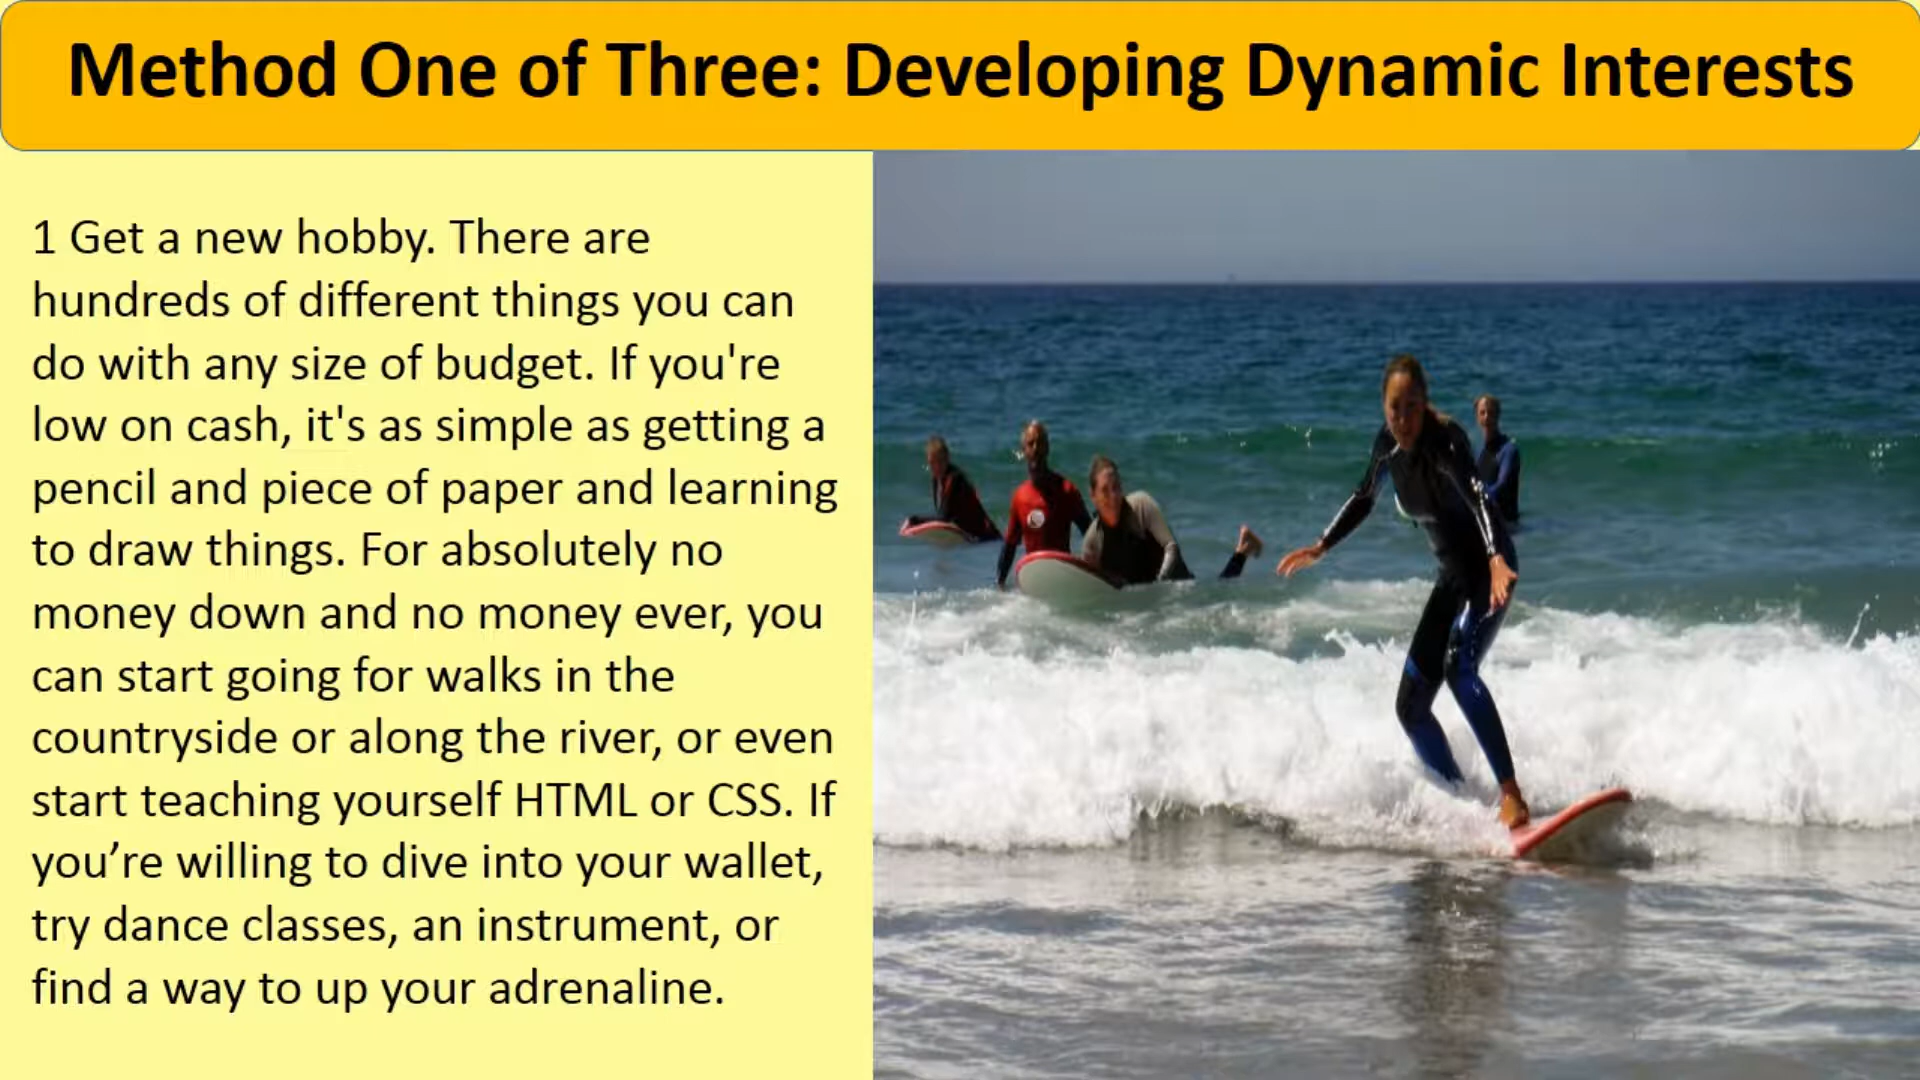 Method One of Three: Developing Dynamic Interests
1 Get a new hobby. There are
hundreds of different things you can
do with any size of budget. If you're
low on cash, it's as simple as getting a
pencil and piece of paper and learning
to draw things. For absolutely no
money down and no money ever, you
can start going for walks in the
countryside or along the river, or even
start teaching yourself HTML or CSS. If
you’re willing to dive into your wallet,
try dance classes, an instrument, or
find a way to up your adrenaline.